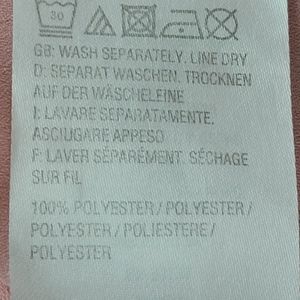 30
GB: WASH SEPARATELY. LINE DRY
D: SEPARAT WASCHEN. TROCKNEN
AUF DER WÄSCHELEINE
I: LAVARE SEPARATAMENTE.
ASCIUGARE APPESO
F: LAVER SÉPARÉMENT. SÉCHAGE
SUR FIL
100% POLYESTER / POLYESTER /
POLYESTER / POLIESTERE /
POLYESTER